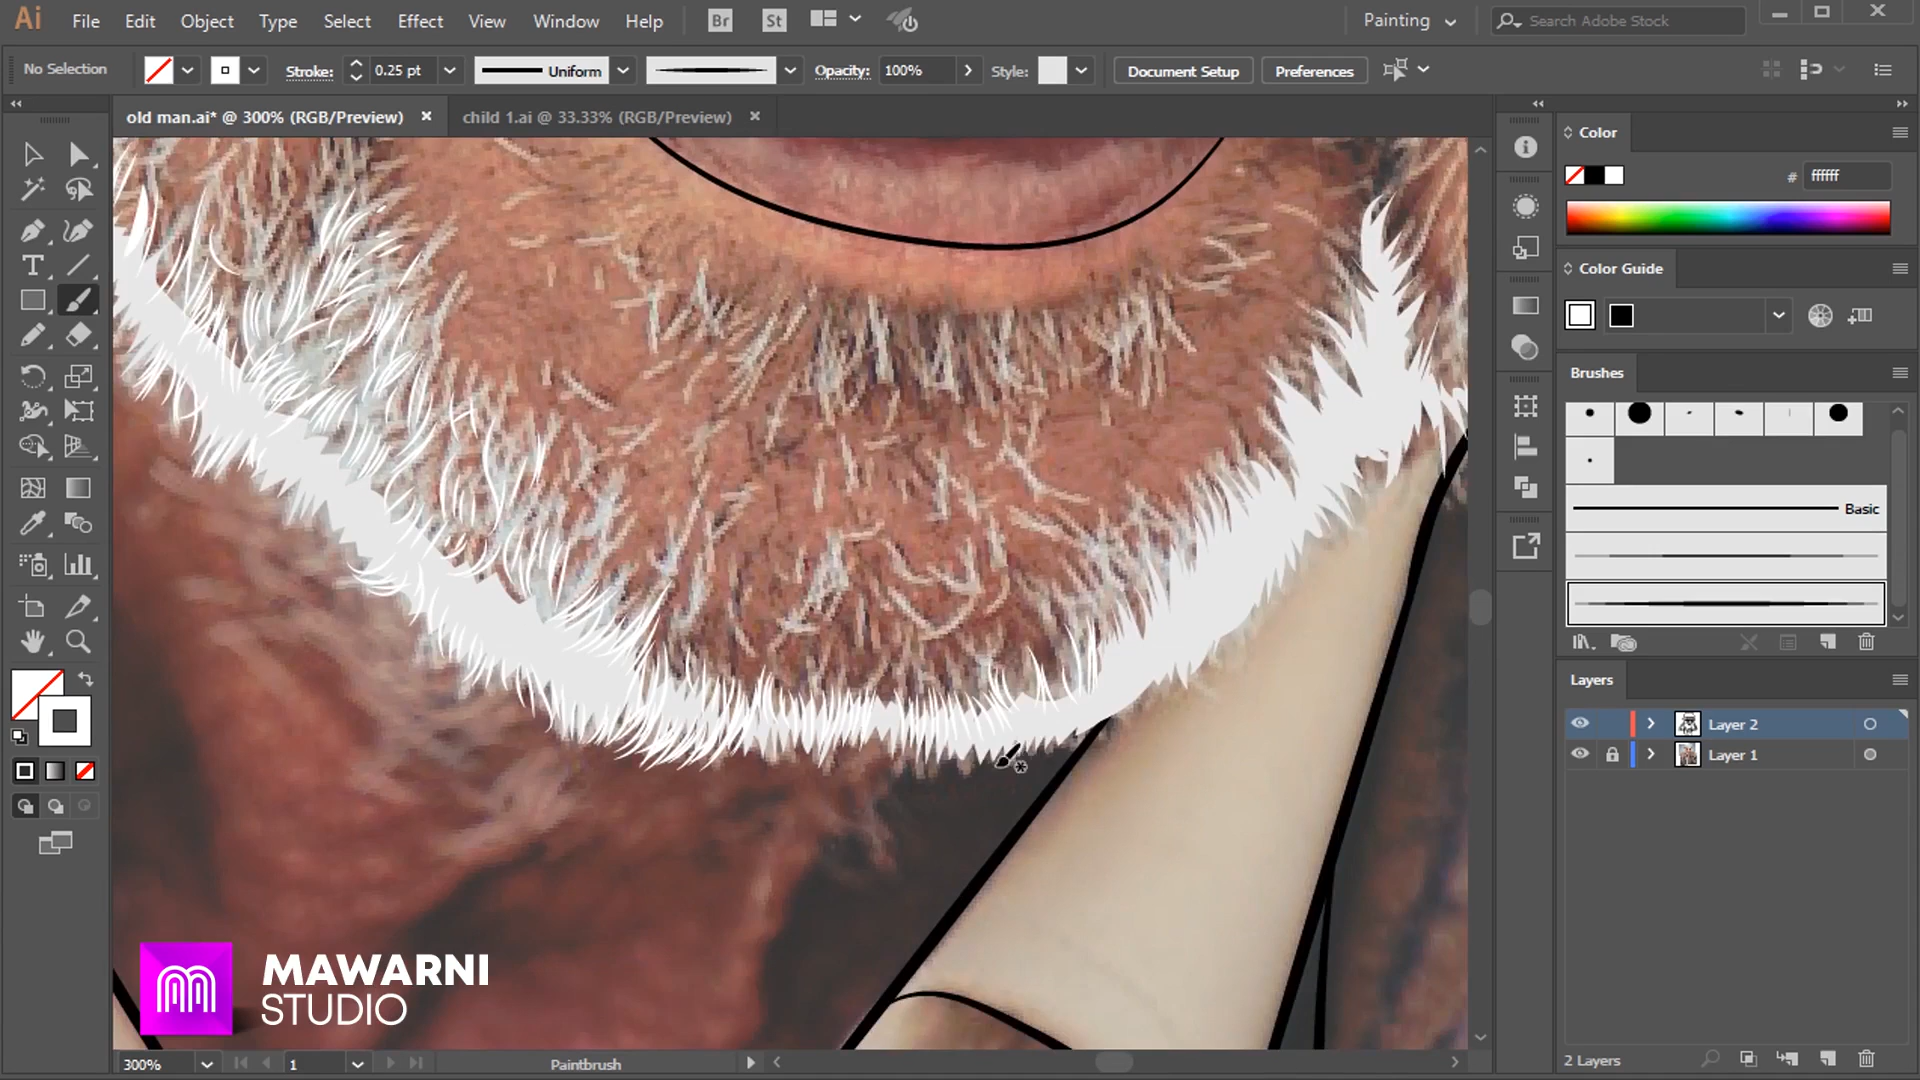 Ai File Edit Object Type Select Effect View Window Help Br St Painting Search Adobe Stock
No Selection Stroke: 0.25 pt Uniform Opacity: 100% Style: Document Setup Preferences
old man.ai* @ 300% (RGB/Preview) child 1.ai @ 33.33% (RGB/Preview)
Color
# ffffff
Color Guide
Brushes
Basic
Layers
Layer 2
Layer 1
MAWARNI
STUDIO
300% 1 Paintbrush
2 Layers